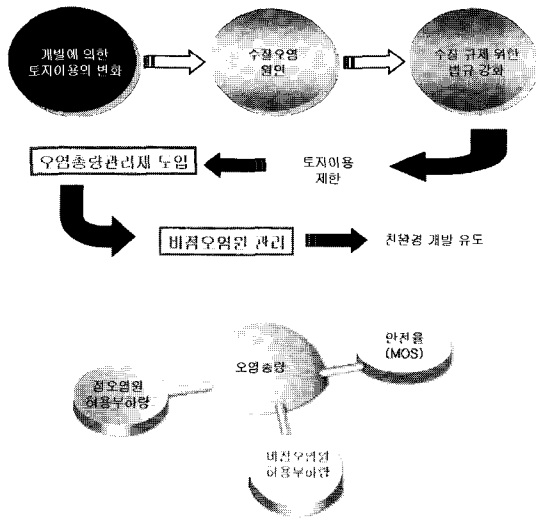 개발에 의한
토지이용의 변화
수질오염
원인
수질 규제 위한
법규 강화
오염총량관리제 도입
토지이용
제한
비점오염원 관리
친환경 개발 유도
오염총량
안전율
(MOS)
점오염원
허용부하량
비점오염원
허용부하량